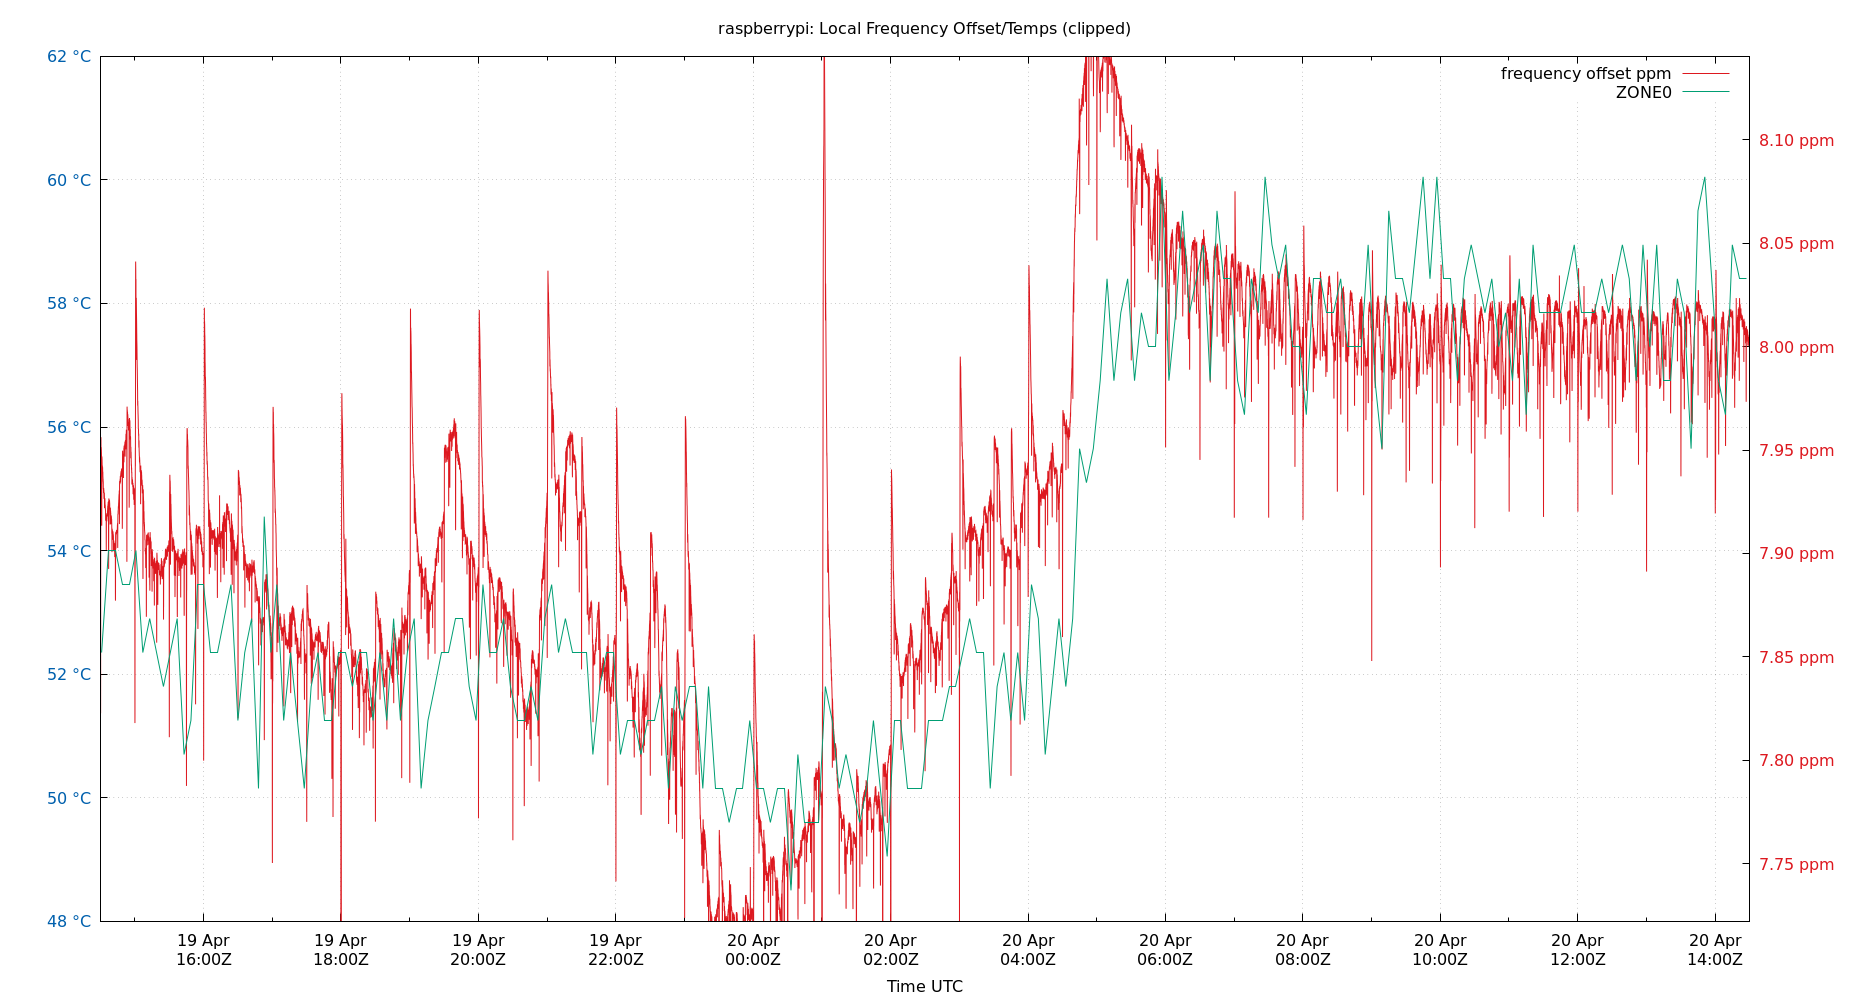 raspberrypi: Local Frequency Offset/Temps (clipped)
62 °C
60 °C
58 °C
56 °C
54 °C
52 °C
50 °C
48 °C
frequency offset ppm
ZONE0
8.10 ppm
8.05 ppm
8.00 ppm
7.95 ppm
7.90 ppm
7.85 ppm
7.80 ppm
7.75 ppm
19 Apr 19 Apr 19 Apr 19 Apr 20 Apr 20 Apr 20 Apr 20 Apr 20 Apr 20 Apr 20 Apr 20 Apr
16:00Z 18:00Z 20:00Z 22:00Z 00:00Z 02:00Z 04:00Z 06:00Z 08:00Z 10:00Z 12:00Z 14:00Z
Time UTC